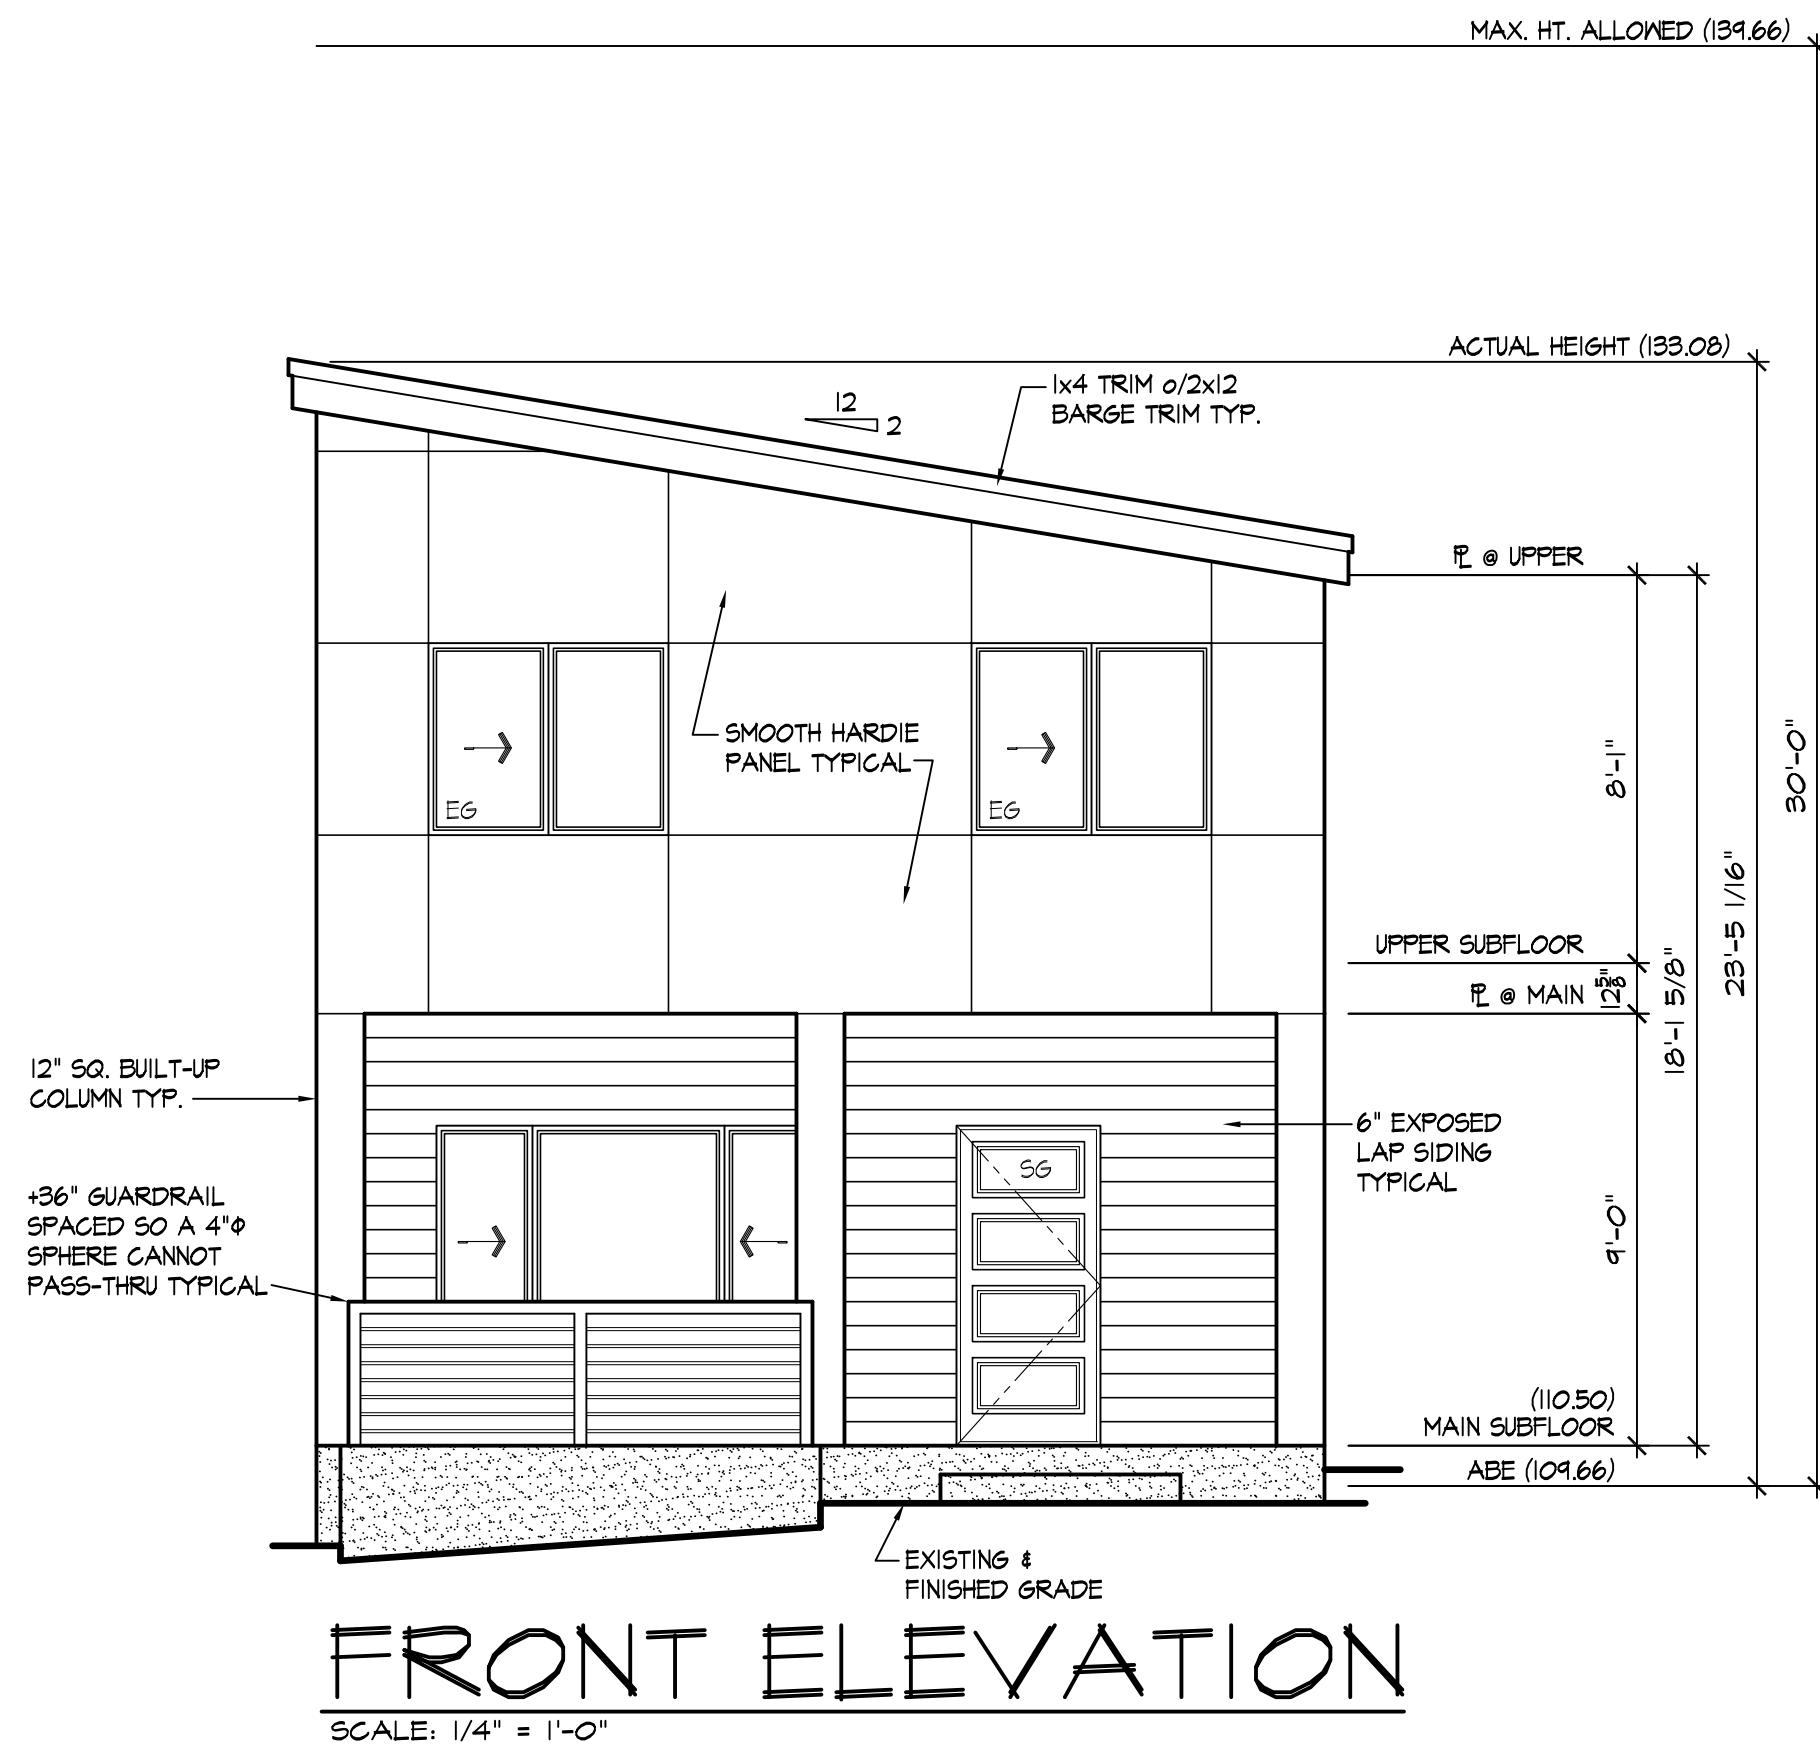 MAX. HT. ALLOWED (139.66)
ACTUAL HEIGHT (133.08)
1x4 TRIM o/2x12
BARGE TRIM TYP.
12
2
℄ @ UPPER
SMOOTH HARDIE
PANEL TYPICAL
EG
EG
8'-1"
30'-0"
23'-5 1/16"
UPPER SUBFLOOR
℄ @ MAIN
12 5/8"
18'-1 5/8"
12" SQ. BUILT-UP
COLUMN TYP.
6" EXPOSED
LAP SIDING
TYPICAL
SG
+36" GUARDRAIL
SPACED SO A 4"Φ
SPHERE CANNOT
PASS-THRU TYPICAL
9'-0"
(110.50)
MAIN SUBFLOOR
ABE (109.66)
EXISTING &
FINISHED GRADE
FRONT ELEVATION
SCALE: 1/4" = 1'-0"